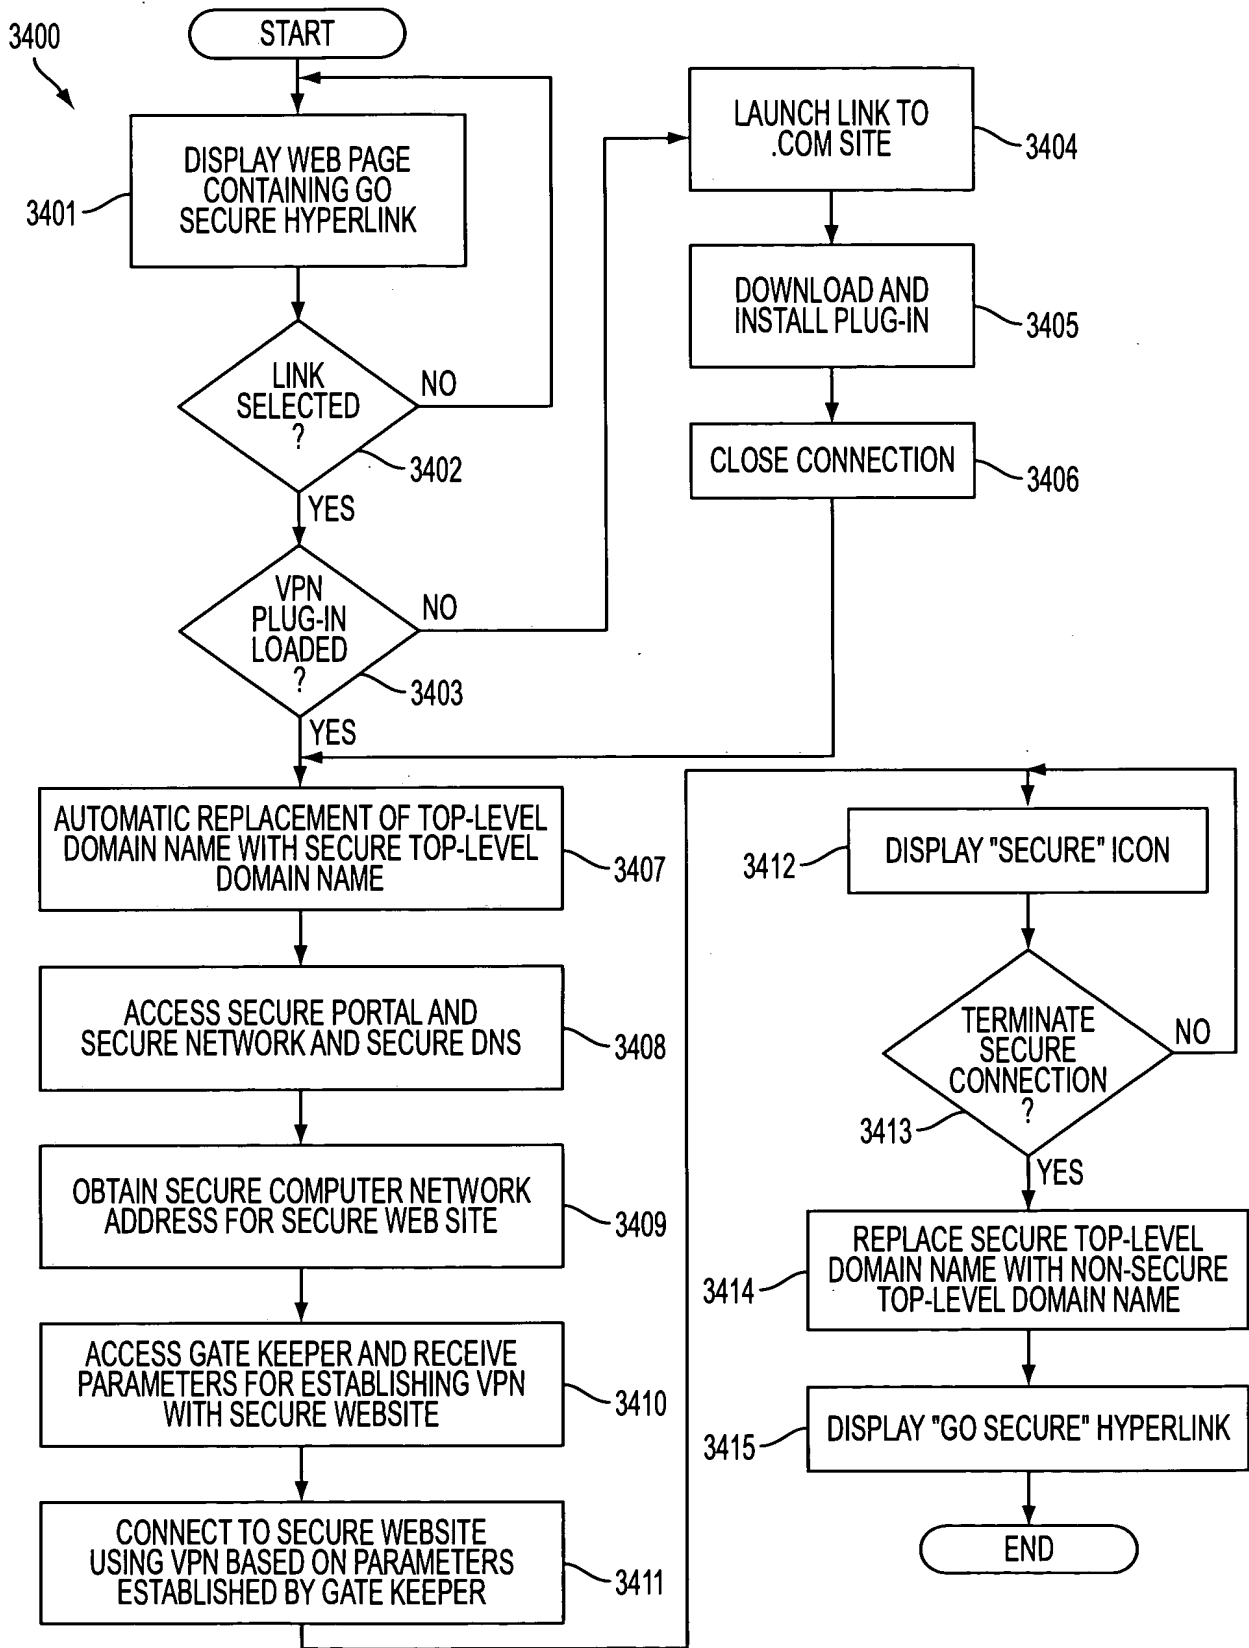 3400
START
DISPLAY WEB PAGE
CONTAINING GO
SECURE HYPERLINK
3401
LINK
SELECTED
?
NO
3402
YES
VPN
PLUG-IN
LOADED
?
NO
3403
YES
LAUNCH LINK TO
.COM SITE
3404
DOWNLOAD AND
INSTALL PLUG-IN
3405
CLOSE CONNECTION
3406
AUTOMATIC REPLACEMENT OF TOP-LEVEL
DOMAIN NAME WITH SECURE TOP-LEVEL
DOMAIN NAME
3407
ACCESS SECURE PORTAL AND
SECURE NETWORK AND SECURE DNS
3408
OBTAIN SECURE COMPUTER NETWORK
ADDRESS FOR SECURE WEB SITE
3409
ACCESS GATE KEEPER AND RECEIVE
PARAMETERS FOR ESTABLISHING VPN
WITH SECURE WEBSITE
3410
CONNECT TO SECURE WEBSITE
USING VPN BASED ON PARAMETERS
ESTABLISHED BY GATE KEEPER
3411
DISPLAY "SECURE" ICON
3412
TERMINATE
SECURE
CONNECTION
?
NO
3413
YES
REPLACE SECURE TOP-LEVEL
DOMAIN NAME WITH NON-SECURE
TOP-LEVEL DOMAIN NAME
3414
DISPLAY "GO SECURE" HYPERLINK
3415
END